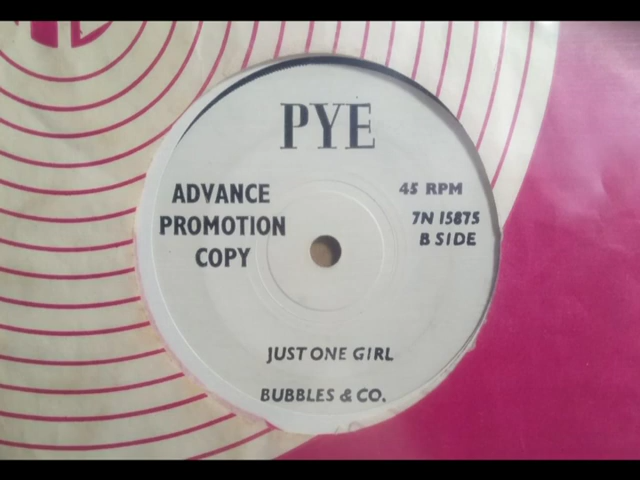 PYE
ADVANCE
PROMOTION
COPY
45 RPM
7N 15875
B SIDE
JUST ONE GIRL
BUBBLES & CO.